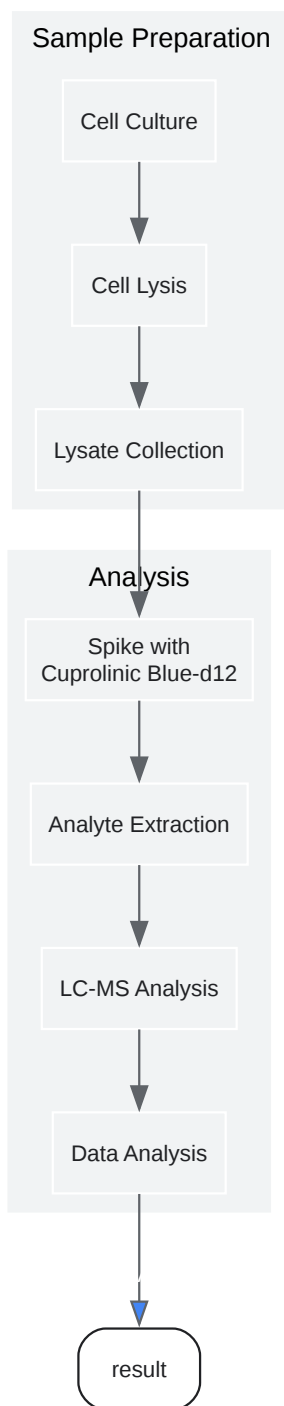 Sample Preparation
Cell Culture
Cell Lysis
Lysate Collection
Analysis
Spike with
Cuprolinic Blue-d12
Analyte Extraction
LC-MS Analysis
Data Analysis
result